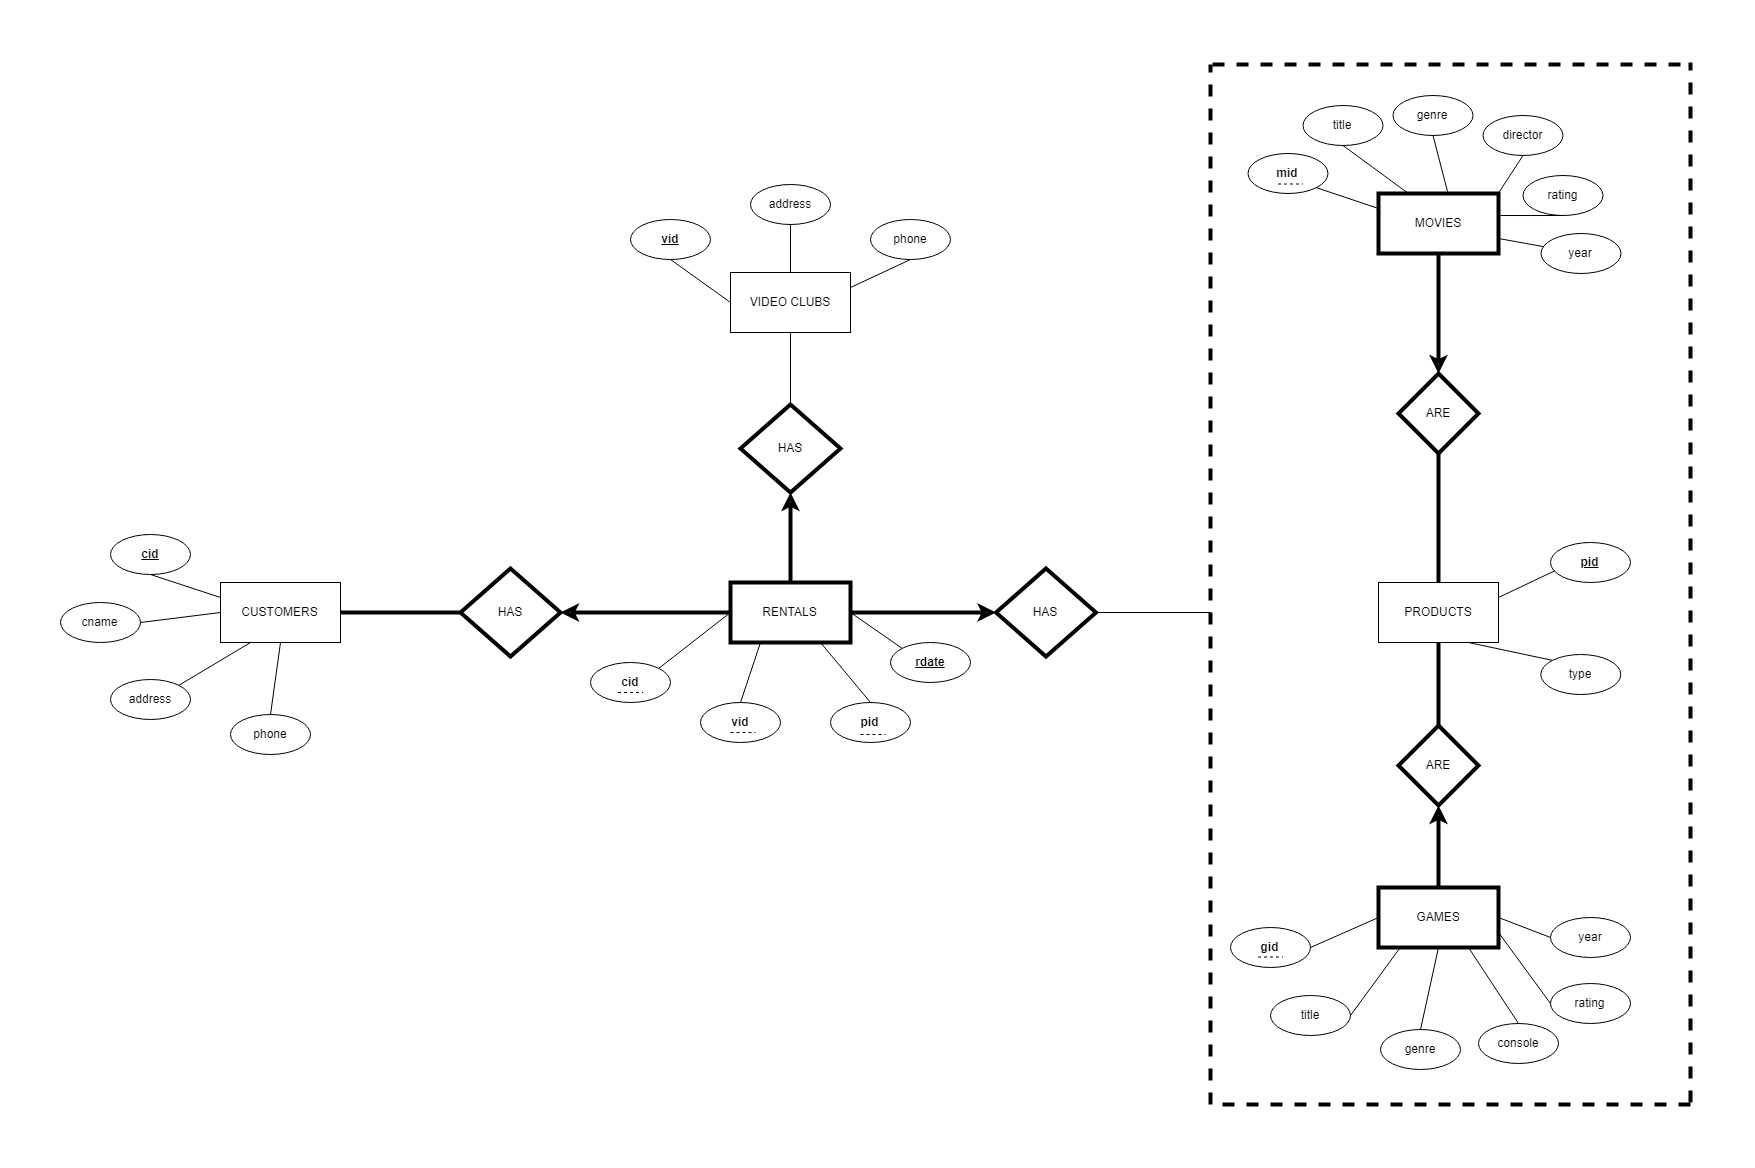 title
genre
director
mid
rating
MOVIES
year
address
vid
phone
VIDEO CLUBS
ARE
HAS
cid
cname
CUSTOMERS
address
phone
HAS
RENTALS
HAS
cid
vid
pid
rdate
pid
PRODUCTS
type
ARE
GAMES
gid
year
title
rating
genre
console